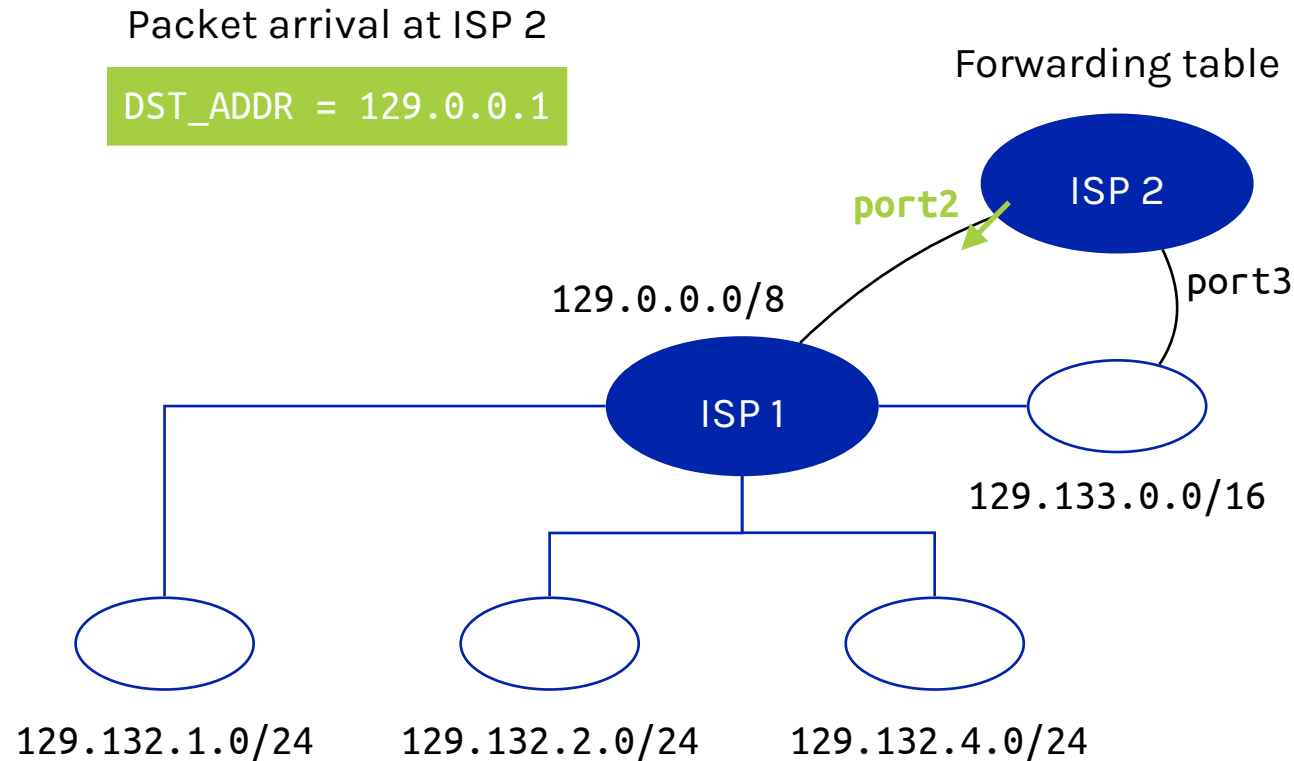 Packet arrival at ISP 2
DST_ADDR = 129.0.0.1
Forwarding table
ISP 2
port2
port3
129.0.0.0/8
ISP 1
129.133.0.0/16
129.132.1.0/24
129.132.2.0/24
129.132.4.0/24